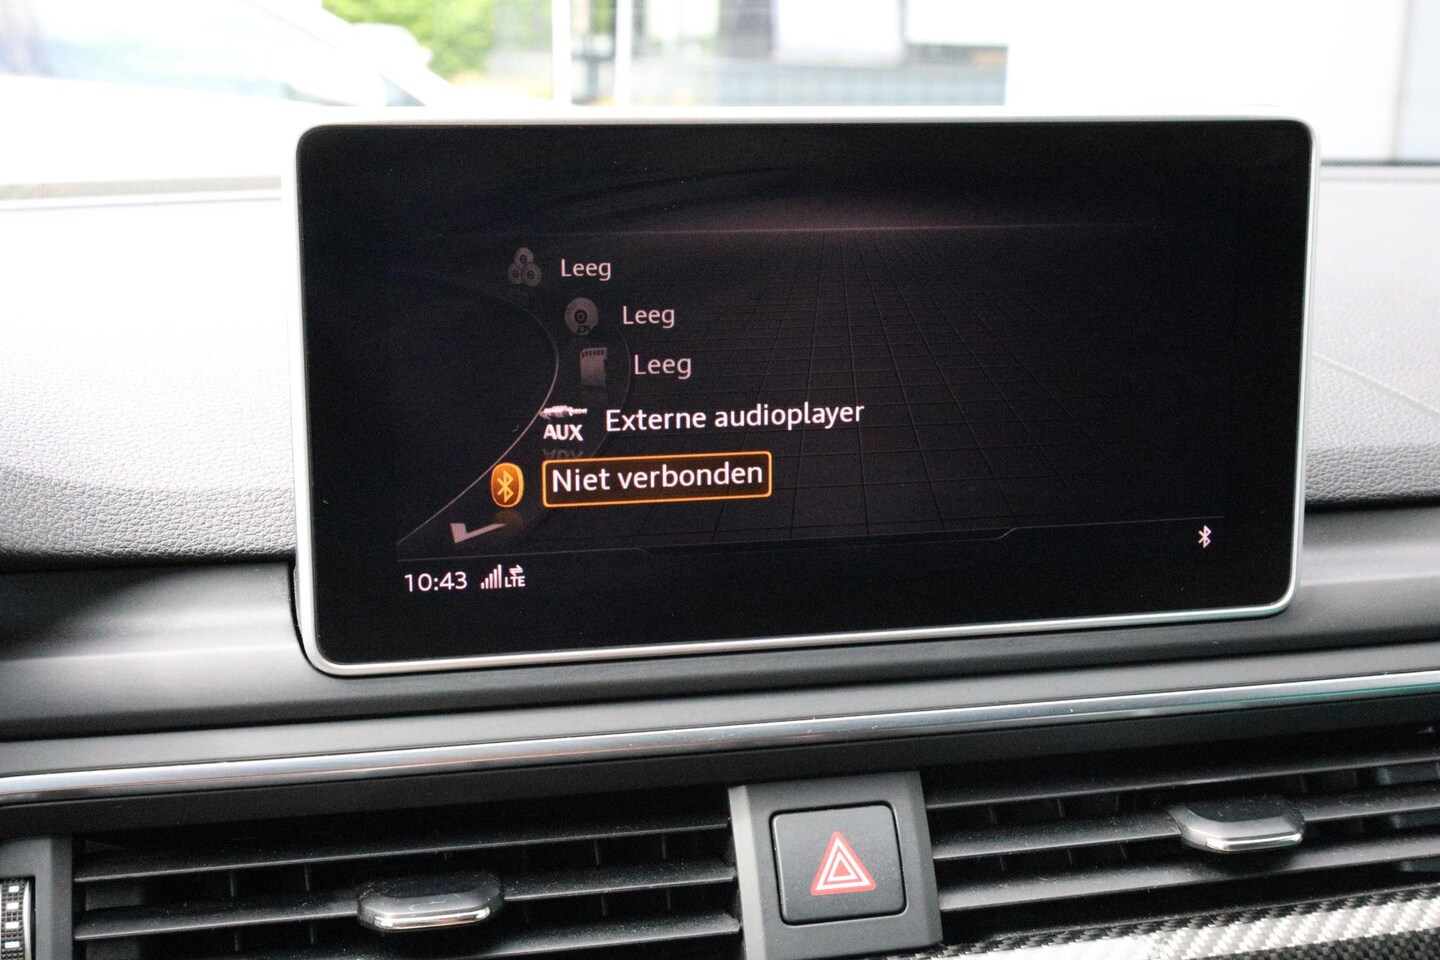 Leeg
Leeg
Leeg
AUX Externe audioplayer
Niet verbonden
10:43 LTE